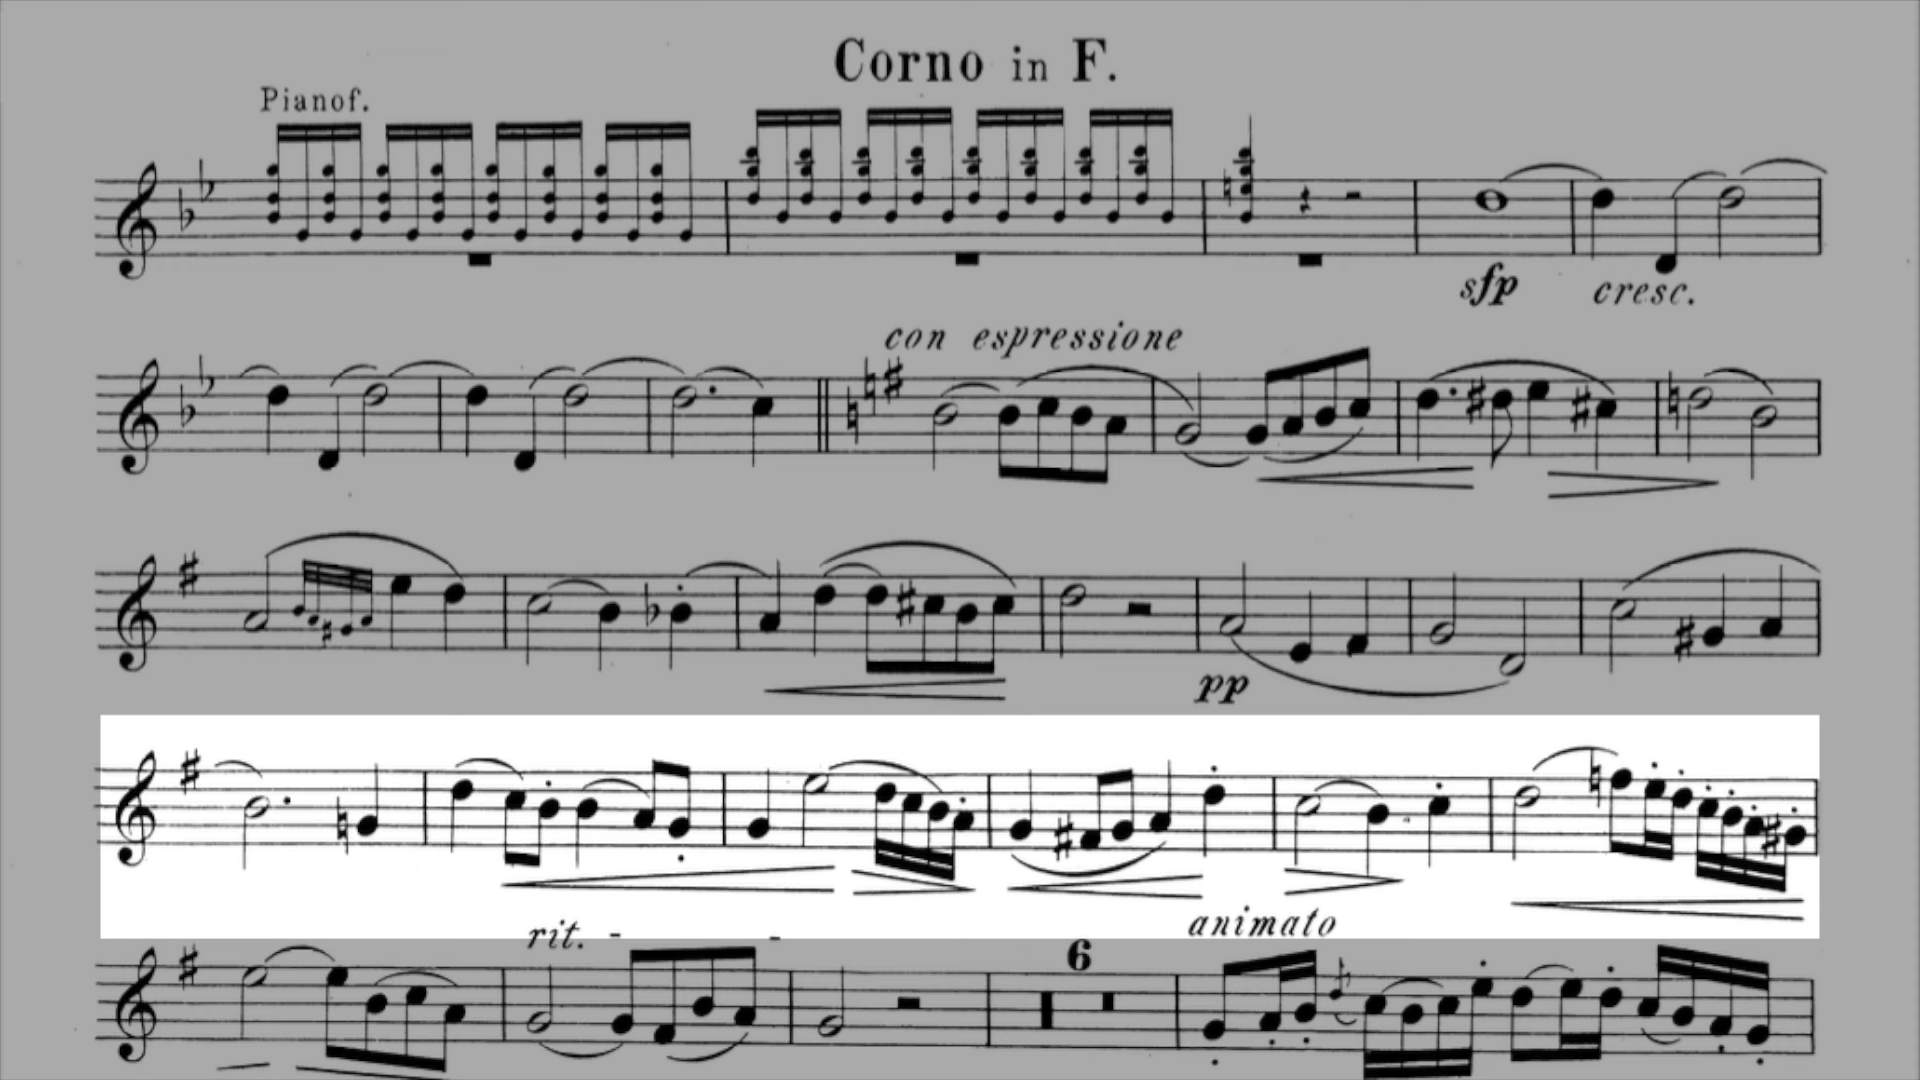 Corno in F.
Pianof.
sfp cresc.
con espressione
pp
rit. - -
animato
6